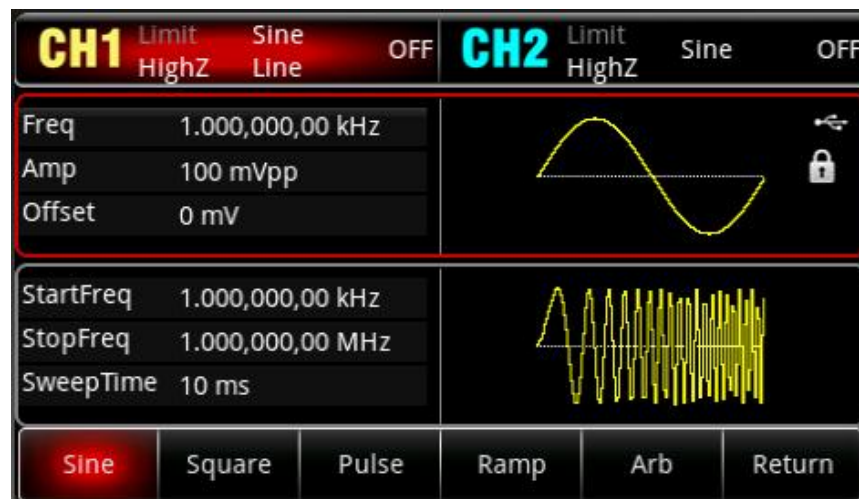 CH1 Limit Sine OFF CH2 Limit Sine OFF
HighZ Line HighZ
Freq 1.000,000,00 kHz
Amp 100 mVpp
Offset 0 mV
StartFreq 1.000,000,00 kHz
StopFreq 1.000,000,00 MHz
SweepTime 10 ms
Sine Square Pulse Ramp Arb Return